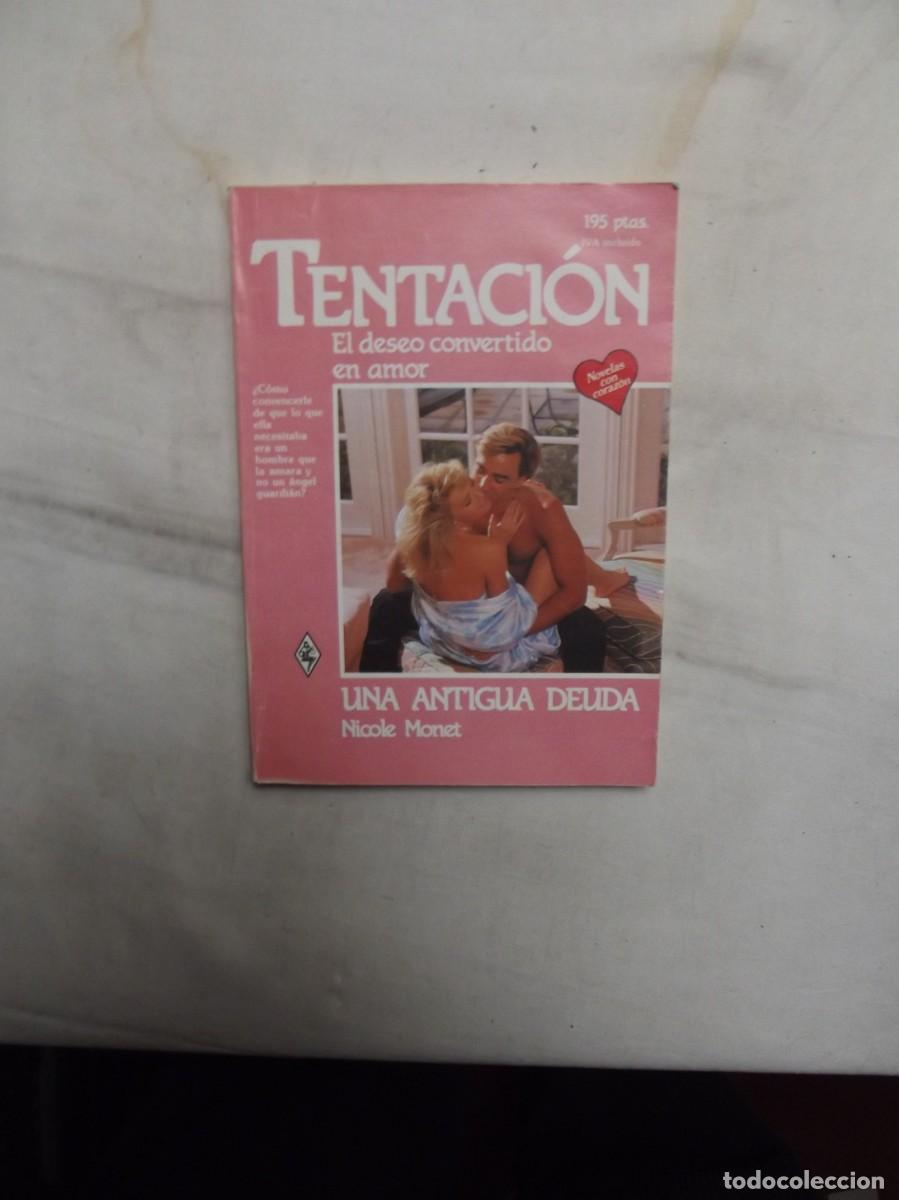 195 ptas.
IVA incluido
TENTACIÓN
El deseo convertido
en amor
Novelas
con
corazón
¿Cómo
convencerle
de que lo que
ella
necesitaba
era un
hombre que
la amara y
no un ángel
guardián?
UNA ANTIGUA DEUDA
Nicole Monet
todocoleccion